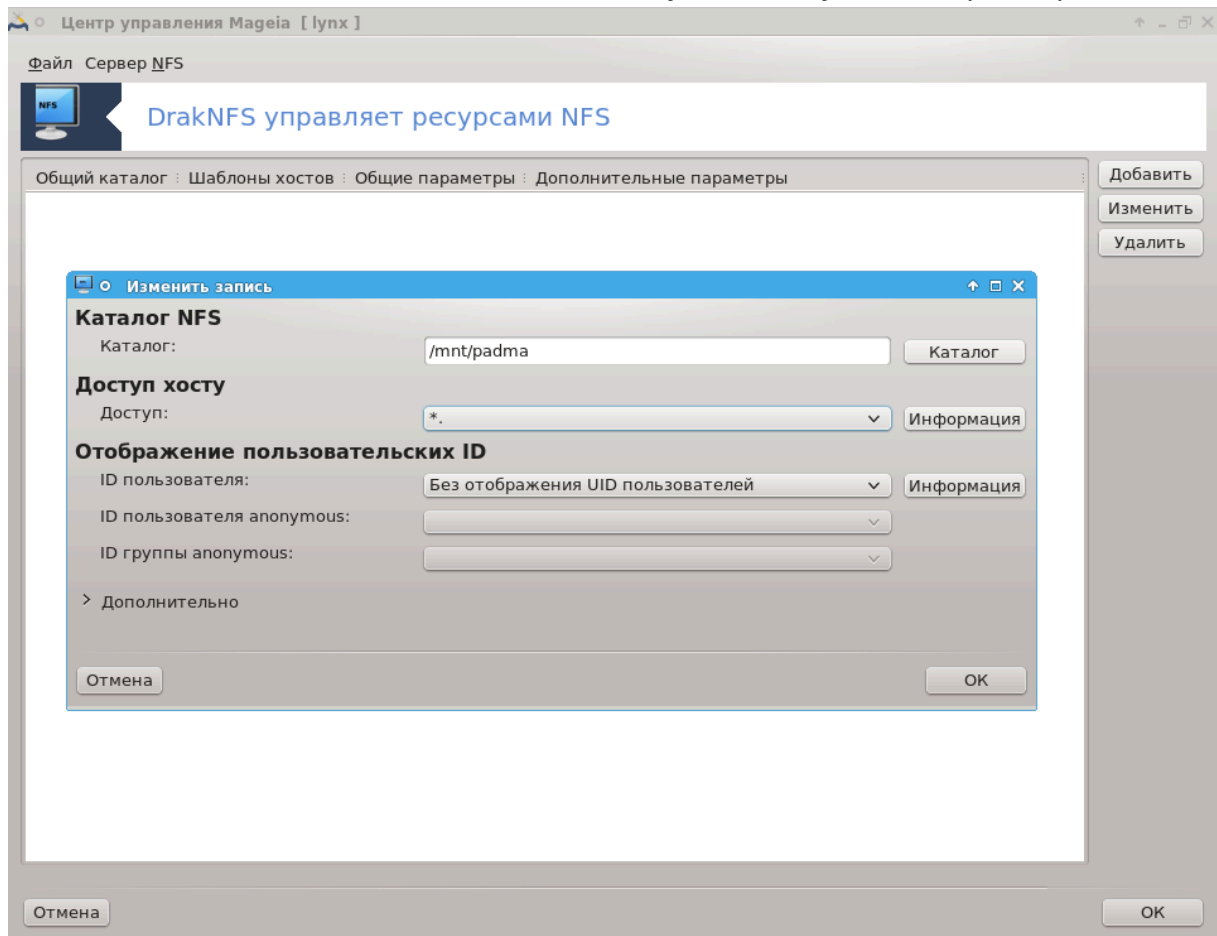 Центр управления Mageia [ lynx ]
Файл Сервер NFS
NFS
DrakNFS управляет ресурсами NFS
Общий каталог Шаблоны хостов Общие параметры Дополнительные параметры
Добавить
Изменить
Удалить
Изменить запись
Каталог NFS
Каталог: /mnt/padma Каталог
Доступ хосту
Доступ: *. Информация
Отображение пользовательских ID
ID пользователя: Без отображения UID пользователей Информация
ID пользователя anonymous:
ID группы anonymous:
> Дополнительно
Отмена OK
Отмена OK